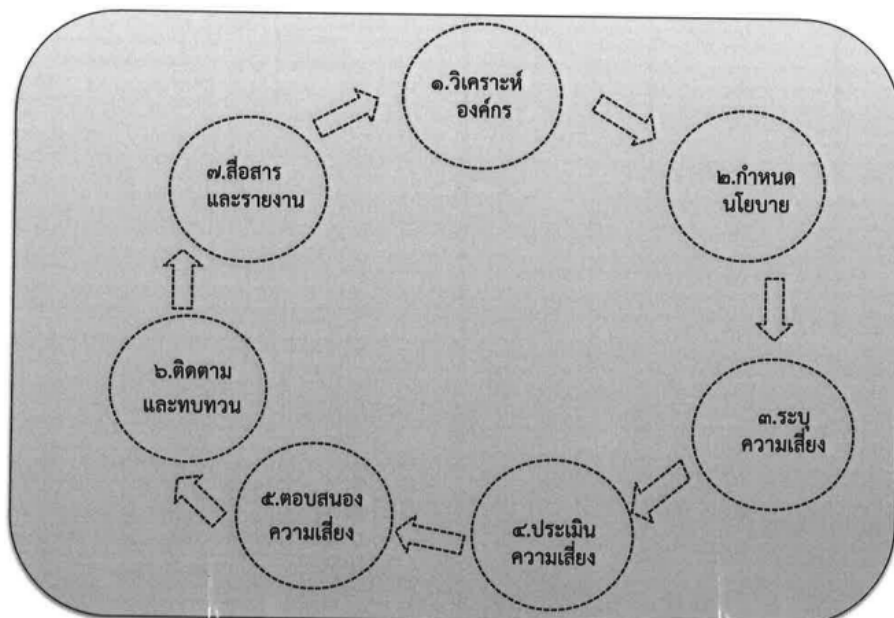 ๑.วิเคราะห์
องค์กร
๒.กำหนด
นโยบาย
๓.ระบุ
ความเสี่ยง
๔.ประเมิน
ความเสี่ยง
๕.ตอบสนอง
ความเสี่ยง
๖.ติดตาม
และทบทวน
๗.สื่อสาร
และรายงาน